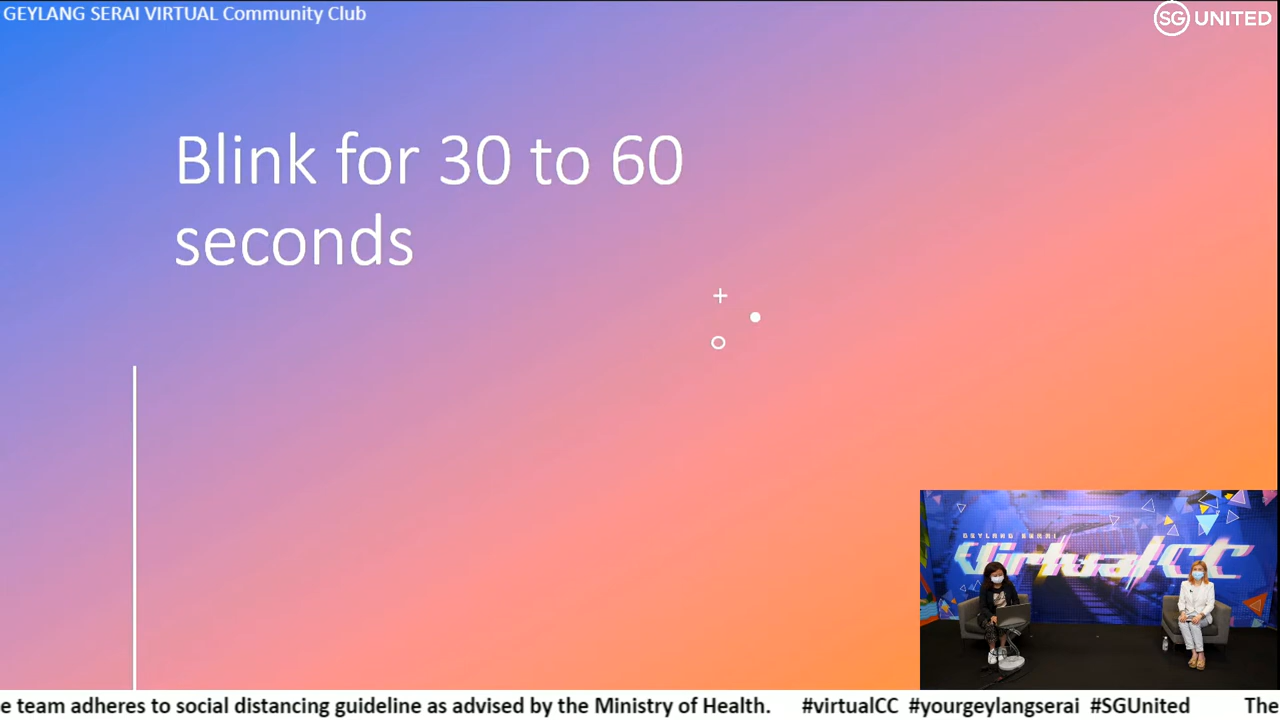 GEYLANG SERAI VIRTUAL Community Club
SG UNITED
Blink for 30 to 60
seconds
GEYLANG SERAI
VirtualCC
e team adheres to social distancing guideline as advised by the Ministry of Health. #virtualCC #yourgeylangserai #SGUnited The